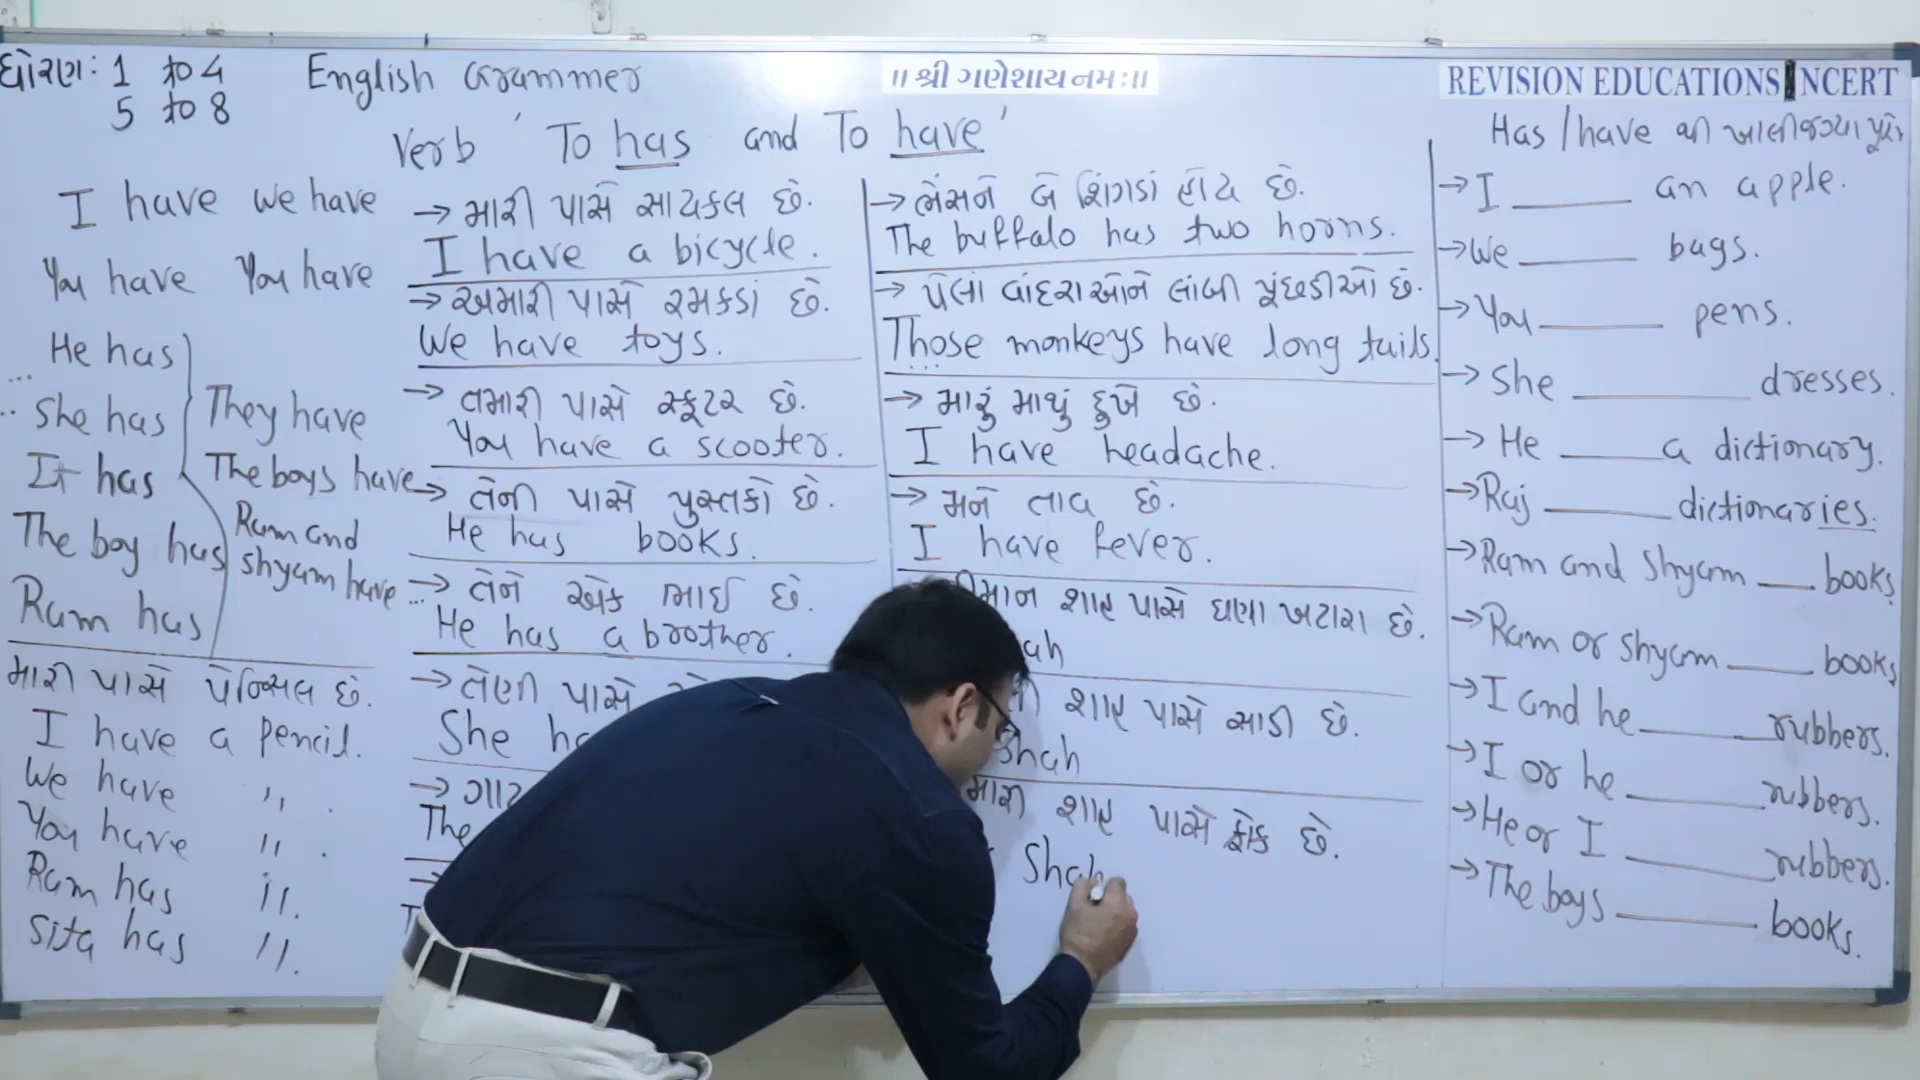 ધોરણ: 1 to 4
5 to 8
English Grammer
॥ શ્રી ગણેશાય નમઃ ॥
REVISION EDUCATIONS NCERT
Verb 'To has and To have'
I have We have
You have You have
He has
She has
It has
The boy has
Ram has
They have
The boys have
Ram and
Shyam have
મારી પાસે પેન્સિલ છે.
I have a pencil.
We have " .
You have " .
Ram has ".
Sita has ".
→ મારી પાસે સાયકલ છે.
I have a bicycle.
→ અમારી પાસે રમકડાં છે.
We have toys.
→ તમારી પાસે સ્કૂટર છે.
You have a scooter.
→ તેની પાસે પુસ્તકો છે.
He has books.
→ તેને એક ભાઈ છે.
He has a brother.
→ તેણી પાસે
She
→
The
→ ભેંસને બે શિંગડાં હોય છે.
The buffalo has two horns.
→ પેલાં વાંદરાઓને લાંબી પૂંછડીઓ છે.
Those monkeys have long tails.
→ મારું માથું દુખે છે.
I have headache.
→ મને તાવ છે.
I have fever.
શાહ પાસે ઘણા ખટારા છે.
શાહ પાસે સાડી છે.
Shah
શાહ પાસે ફ્રોક છે.
Shah
Has / have થી ખાલી જગ્યા પૂરો
→ I ______ an apple.
→ We ______ bags.
→ You ______ pens.
→ She ______ dresses.
→ He ______ a dictionary.
→ Raj ______ dictionaries.
→ Ram and Shyam ___ books.
→ Ram or Shyam ____ books
→ I and he ______ rubbers.
→ I or he ______ rubbers.
→ He or I ______ rubbers.
→ The boys ______ books.